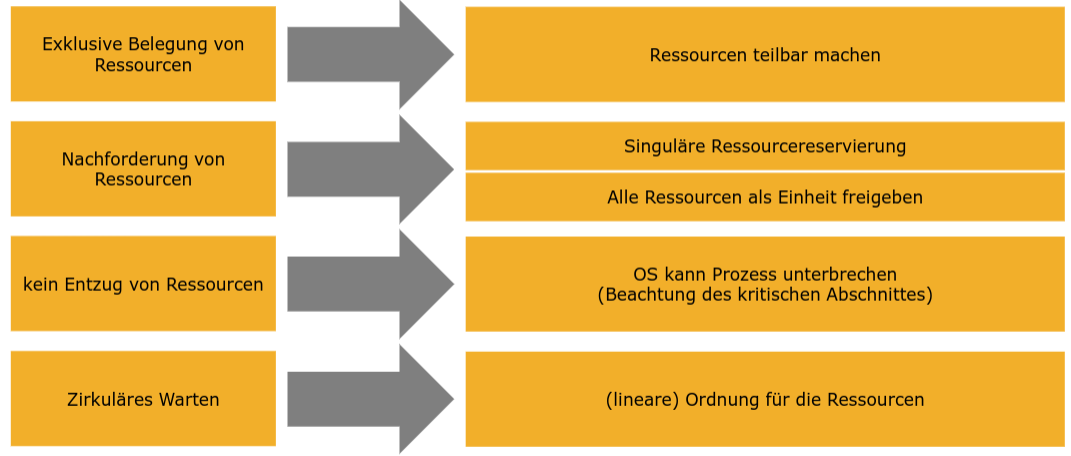 Exklusive Belegung von
Ressourcen
Ressourcen teilbar machen
Nachforderung von
Ressourcen
Singuläre Ressourcereservierung
Alle Ressourcen als Einheit freigeben
kein Entzug von Ressourcen
OS kann Prozess unterbrechen
(Beachtung des kritischen Abschnittes)
Zirkuläres Warten
(lineare) Ordnung für die Ressourcen